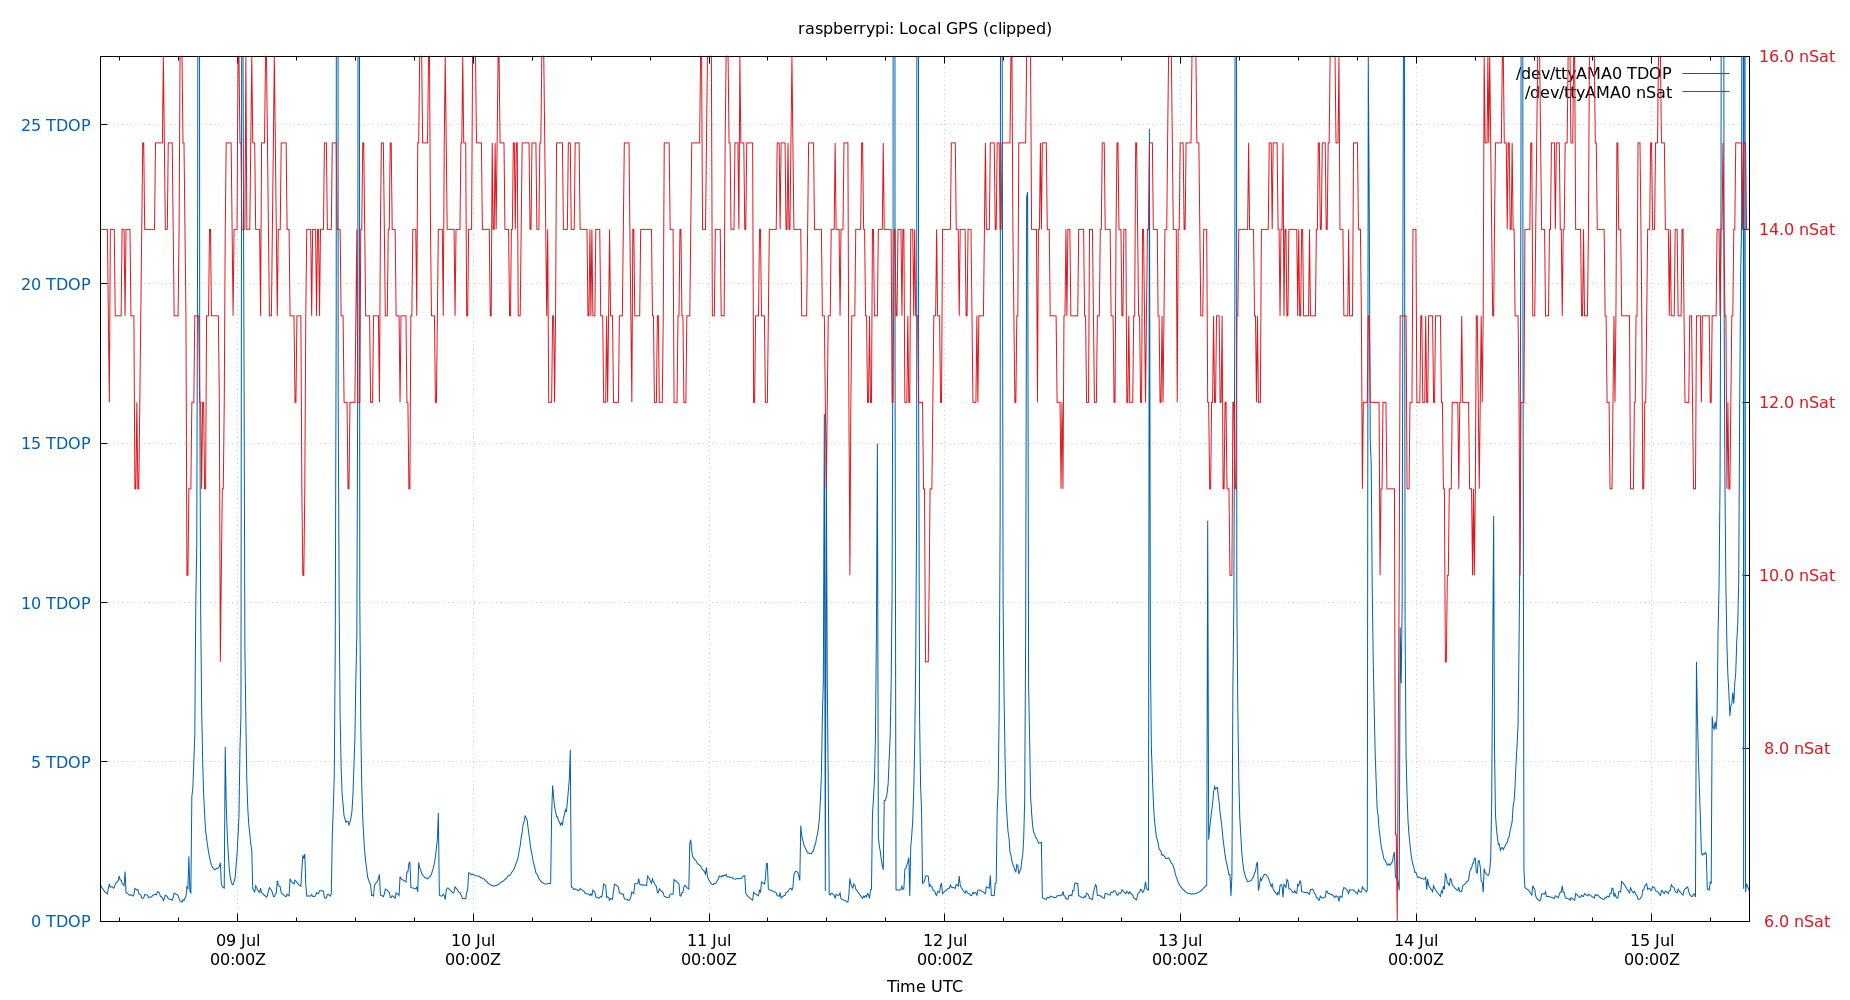 raspberrypi: Local GPS (clipped)
/dev/ttyAMA0 TDOP
/dev/ttyAMA0 nSat
25 TDOP
20 TDOP
15 TDOP
10 TDOP
5 TDOP
0 TDOP
16.0 nSat
14.0 nSat
12.0 nSat
10.0 nSat
8.0 nSat
6.0 nSat
09 Jul
00:00Z
10 Jul
00:00Z
11 Jul
00:00Z
12 Jul
00:00Z
13 Jul
00:00Z
14 Jul
00:00Z
15 Jul
00:00Z
Time UTC